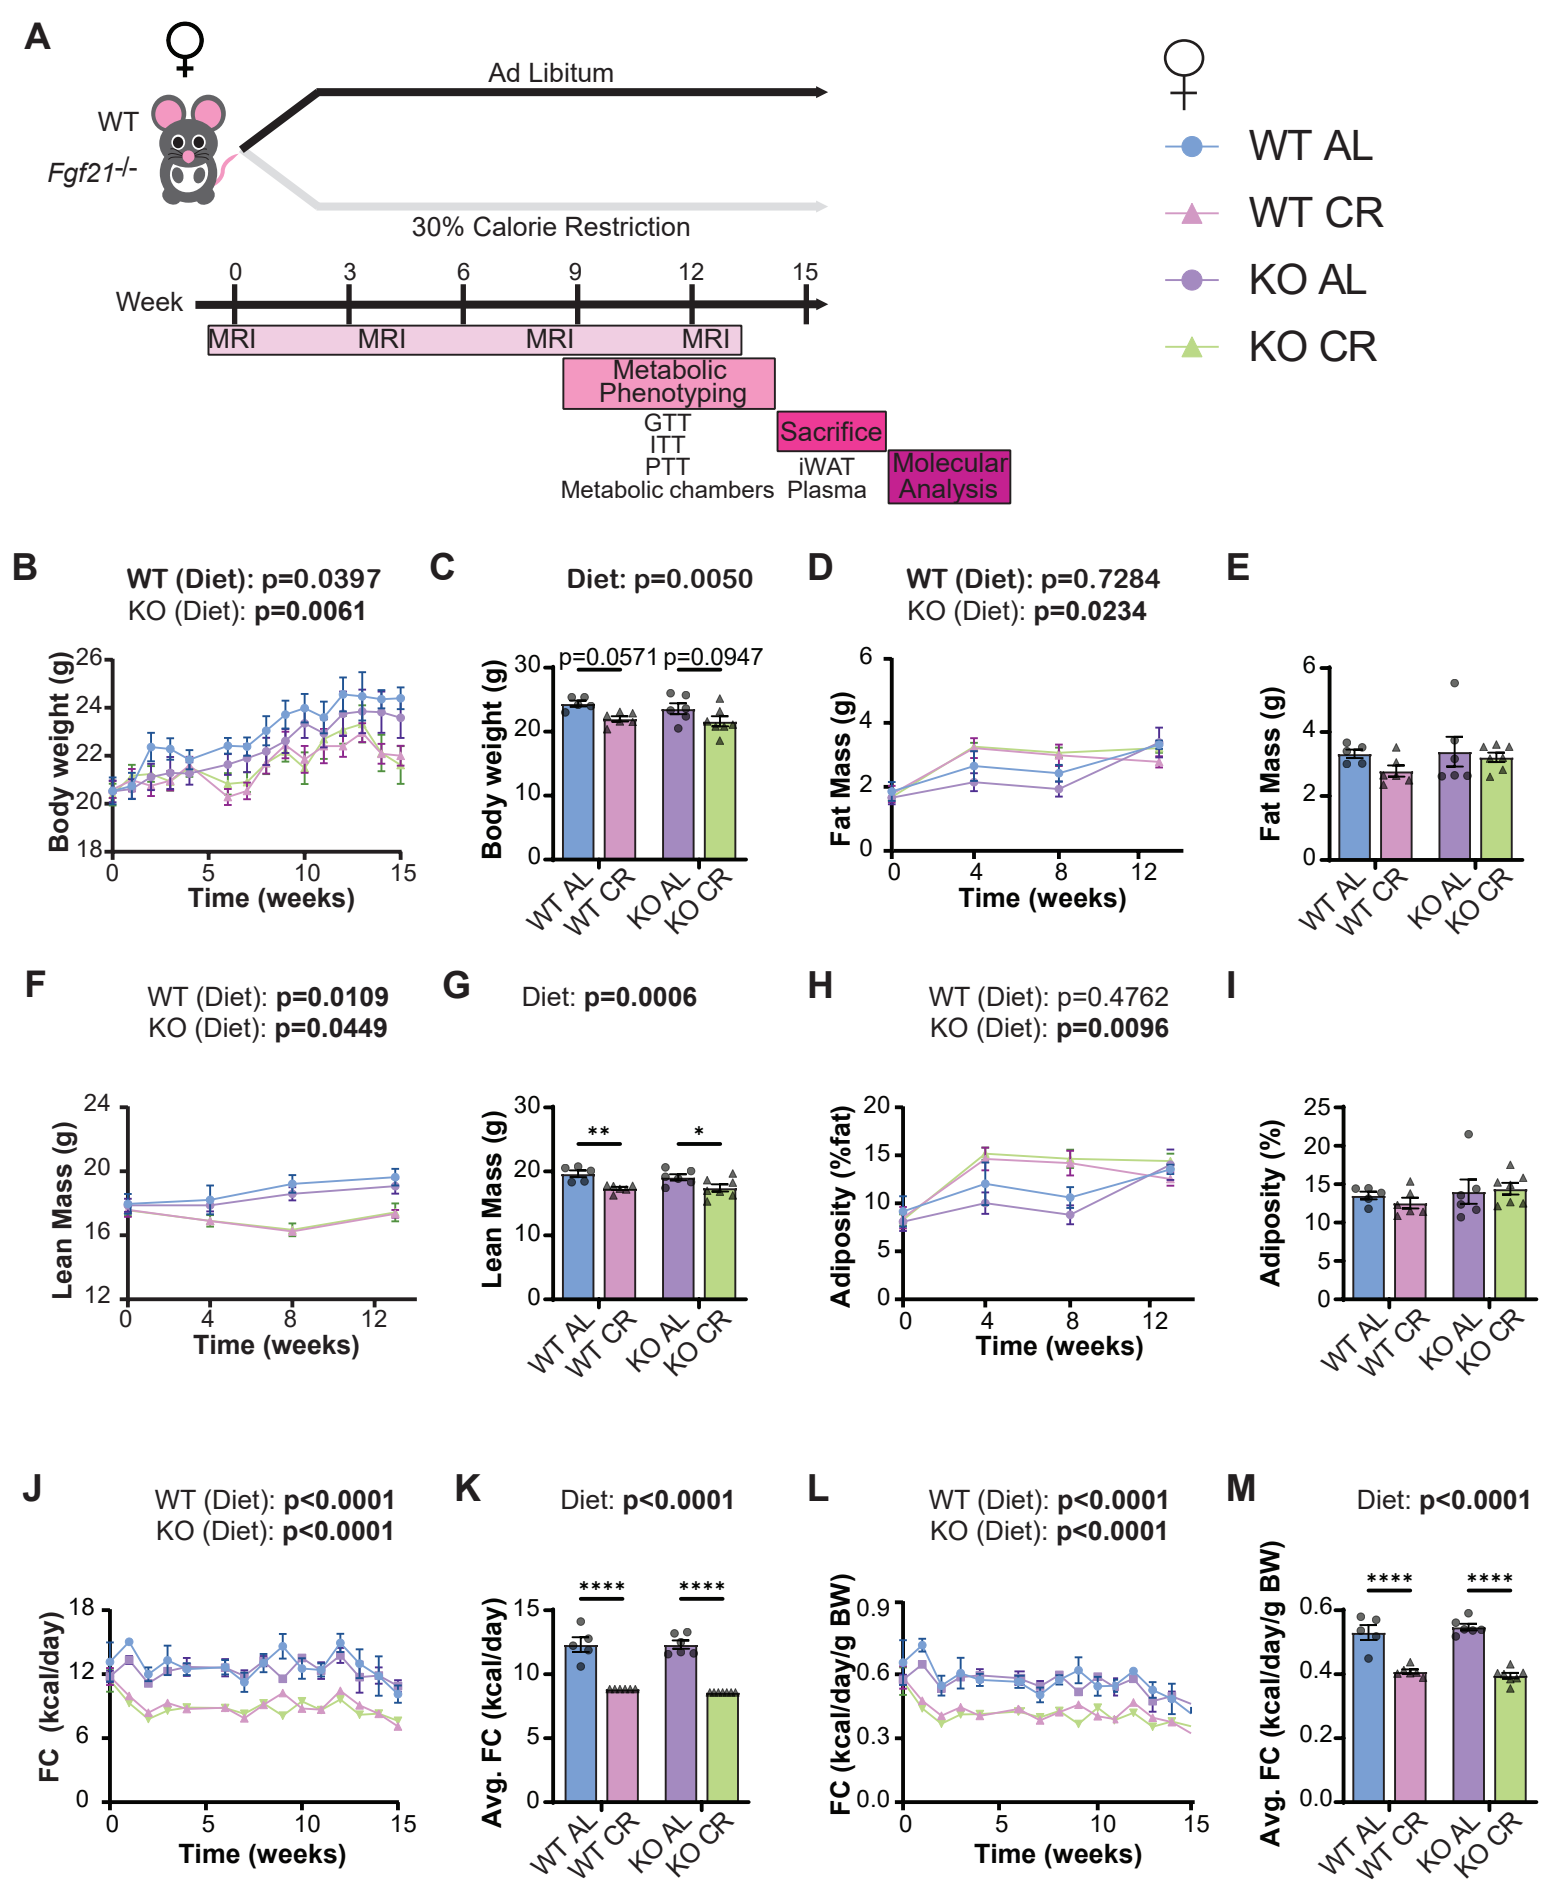 A
Ad Libitum
WT
Fgf21-/-
30% Calorie Restriction
0 3 6 9 12 15
Week
MRI MRI MRI MRI
Metabolic
Phenotyping
GTT
ITT
PTT
Metabolic chambers
Sacrifice
iWAT
Plasma
Molecular
Analysis
WT AL
WT CR
KO AL
KO CR
B
WT (Diet): p=0.0397
KO (Diet): p=0.0061
Body weight (g)
26
24
22
20
18
0 5 10 15
Time (weeks)
C
Diet: p=0.0050
p=0.0571 p=0.0947
Body weight (g)
30
20
10
0
WT AL
WT CR
KO AL
KO CR
D
WT (Diet): p=0.7284
KO (Diet): p=0.0234
Fat Mass (g)
6
4
2
0
0 4 8 12
Time (weeks)
E
Fat Mass (g)
6
4
2
0
WT AL
WT CR
KO AL
KO CR
F
WT (Diet): p=0.0109
KO (Diet): p=0.0449
Lean Mass (g)
24
20
16
12
0 4 8 12
Time (weeks)
G
Diet: p=0.0006
** *
Lean Mass (g)
30
20
10
0
WT AL
WT CR
KO AL
KO CR
H
WT (Diet): p=0.4762
KO (Diet): p=0.0096
Adiposity (%fat)
20
15
10
5
0
0 4 8 12
Time (weeks)
I
Adiposity (%)
25
20
15
10
5
0
WT AL
WT CR
KO AL
KO CR
J
WT (Diet): p<0.0001
KO (Diet): p<0.0001
FC (kcal/day)
18
12
6
0
0 5 10 15
Time (weeks)
K
Diet: p<0.0001
**** ****
Avg. FC (kcal/day)
15
10
5
0
WT AL
WT CR
KO AL
KO CR
L
WT (Diet): p<0.0001
KO (Diet): p<0.0001
FC (kcal/day/g BW)
0.9
0.6
0.3
0.0
0 5 10 15
Time (weeks)
M
Diet: p<0.0001
**** ****
Avg. FC (kcal/day/g BW)
0.6
0.4
0.2
0.0
WT AL
WT CR
KO AL
KO CR